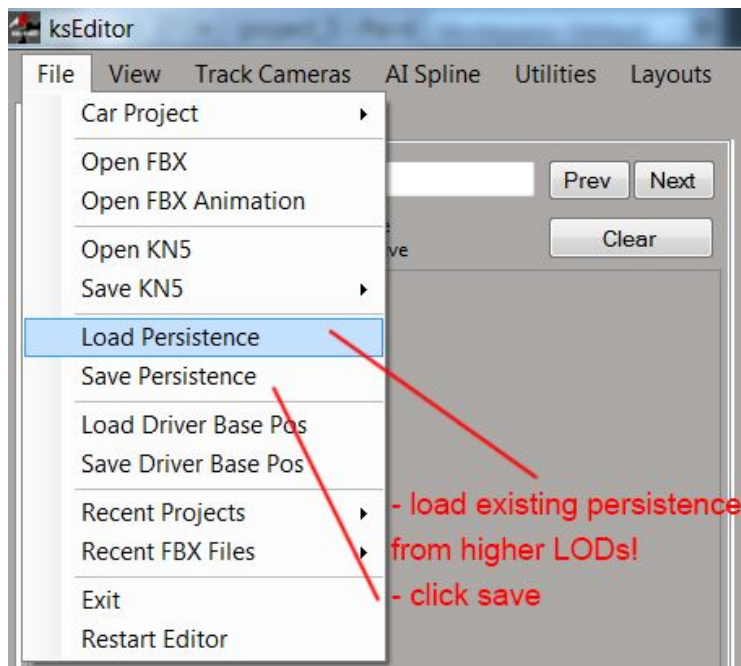 ksEditor
File View Track Cameras AI Spline Utilities Layouts
Car Project
Open FBX
Open FBX Animation
Prev Next
Clear
ve
Open KN5
Save KN5
Load Persistence
Save Persistence
Load Driver Base Pos
Save Driver Base Pos
Recent Projects
Recent FBX Files
Exit
Restart Editor
- load existing persistence
from higher LODs!
- click save